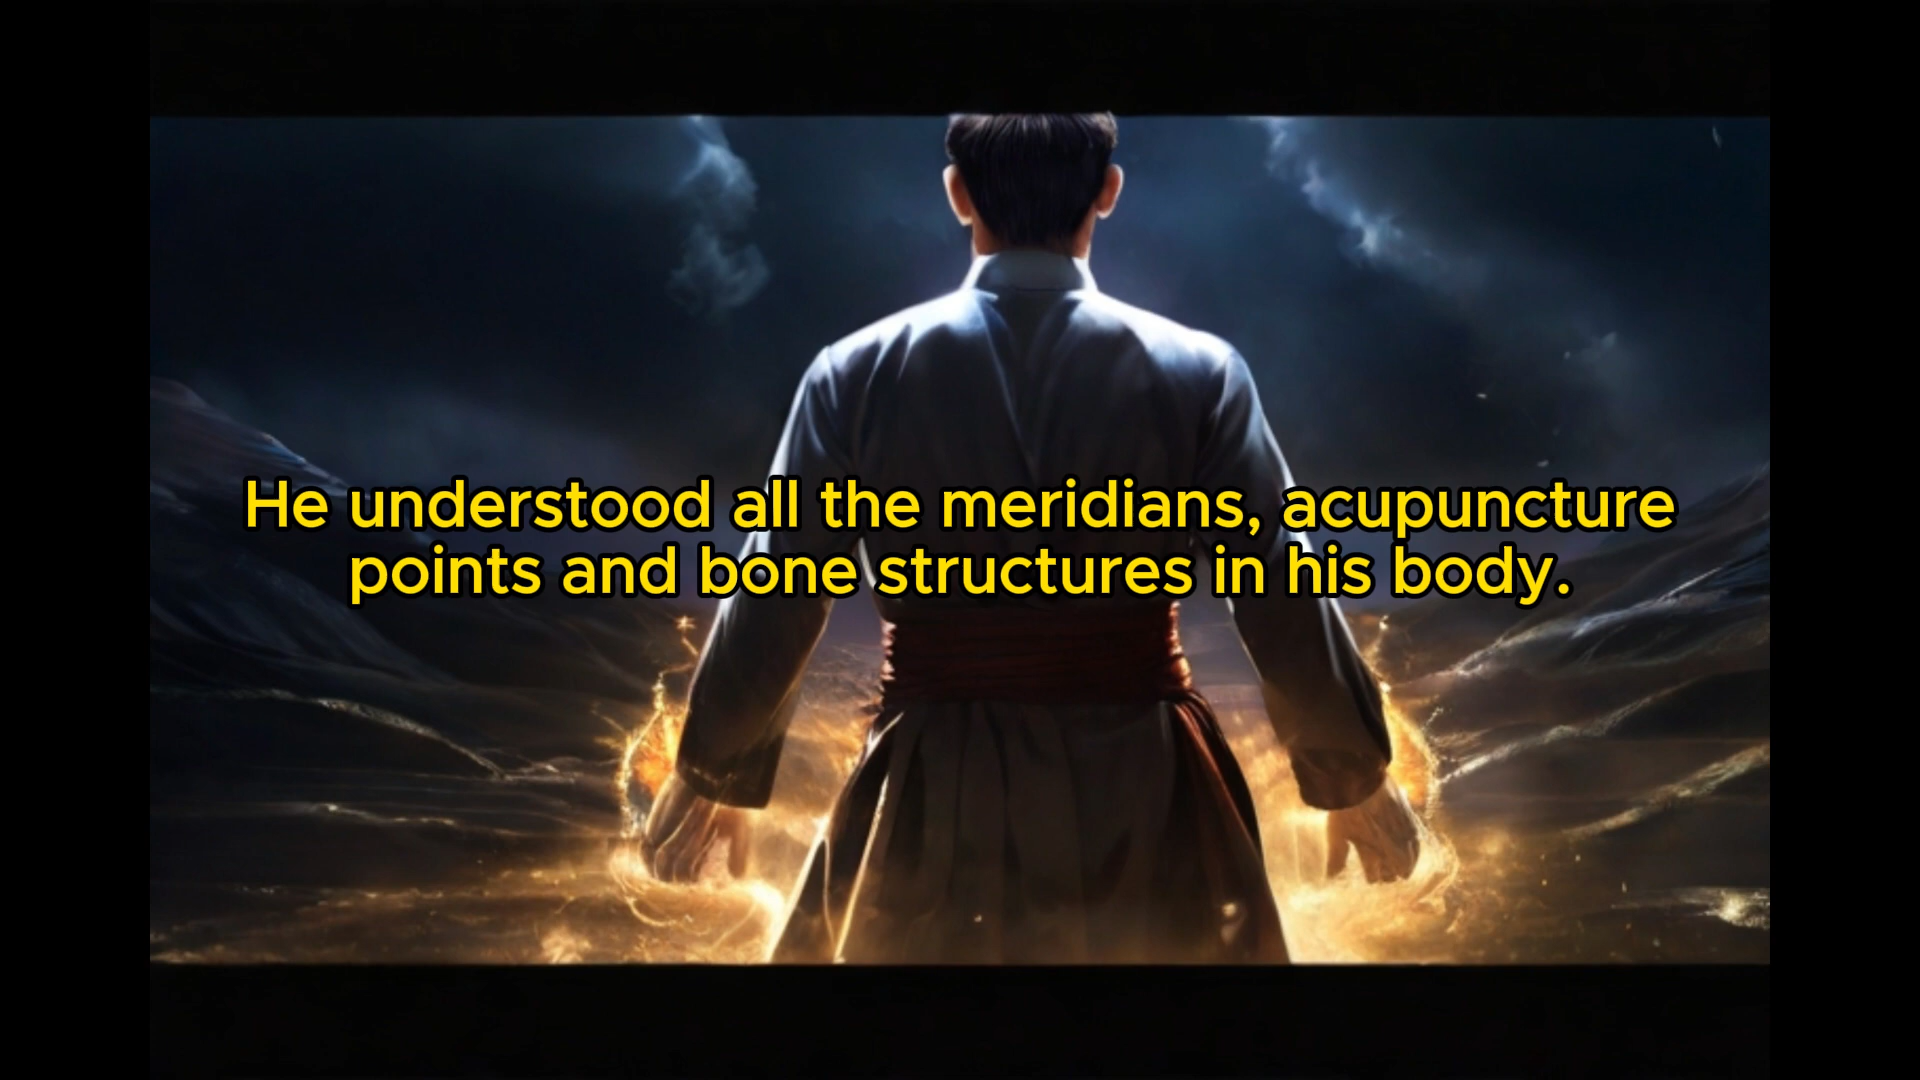 He understood all the meridians, acupuncture
points and bone structures in his body.